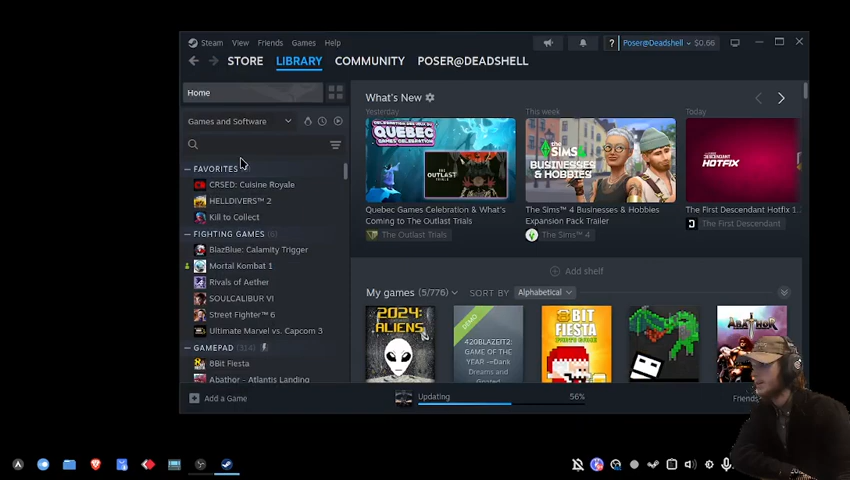 Steam View Friends Games Help
? Poser@Deadshell $0.66
STORE LIBRARY COMMUNITY POSER@DEADSHELL
Home
Games and Software
FAVORITES
CRSED: Cuisine Royale
HELLDIVERS™ 2
Kill to Collect
FIGHTING GAMES (6)
BlazBlue: Calamity Trigger
Mortal Kombat 1
Rivals of Aether
SOULCALIBUR VI
Street Fighter™ 6
Ultimate Marvel vs. Capcom 3
GAMEPAD (314)
8Bit Fiesta
Abathor - Atlantis Landing
What's New
Yesterday
This week
Today
QUEBEC
GAMES CELEBRATION
THE OUTLAST
TRIALS
THE SIMS 4
BUSINESSES
& HOBBIES
DESCENDANT
HOTFIX
Quebec Games Celebration & What's
Coming to The Outlast Trials
The Outlast Trials
The Sims™ 4 Businesses & Hobbies
Expansion Pack Trailer
The Sims™ 4
The First Descendant Hotfix 1.
The First Descendant
Add shelf
My games (5/776) SORT BY Alphabetical
2024:
ALIENS
DEMO
420BLAZEIT2:
GAME OF THE
YEAR -=Dank
Dreams and
8BIT
FIESTA
ABATHOR
Add a Game
Updating 56%
Friends